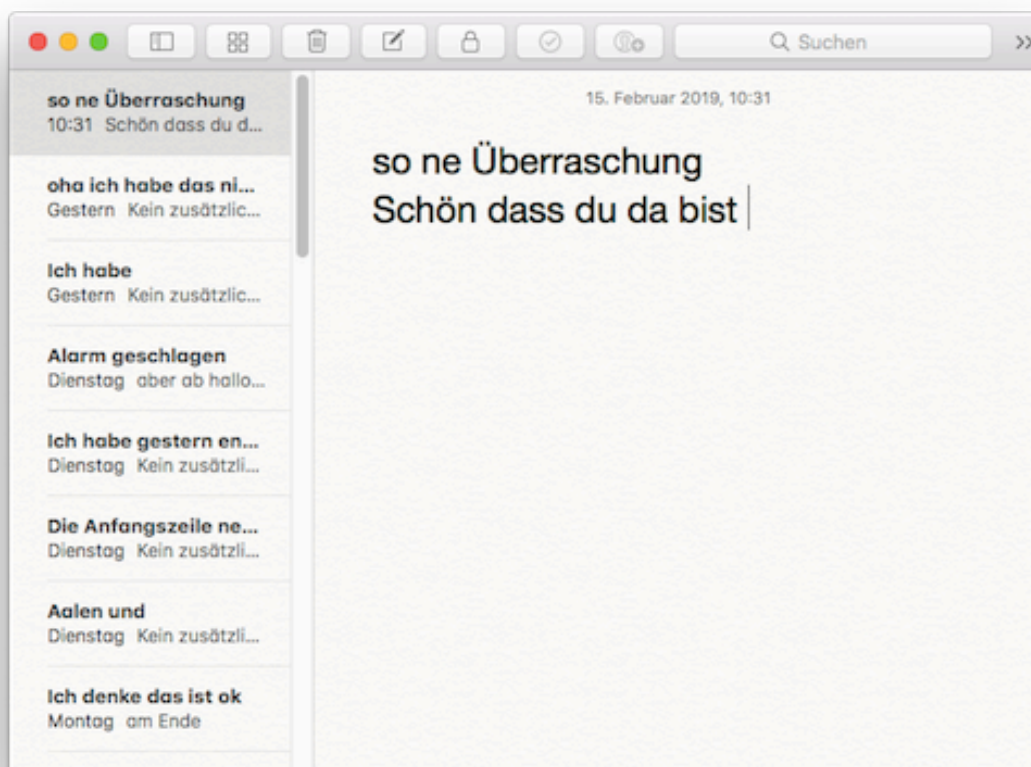 Suchen
so ne Überraschung
10:31 Schön dass du d...
oha ich habe das ni...
Gestern Kein zusätzlic...
Ich habe
Gestern Kein zusätzlic...
Alarm geschlagen
Dienstag aber ab hallo...
Ich habe gestern en...
Dienstag Kein zusätzli...
Die Anfangszeile ne...
Dienstag Kein zusätzli...
Aalen und
Dienstag Kein zusätzli...
Ich denke das ist ok
Montag am Ende
15. Februar 2019, 10:31
so ne Überraschung
Schön dass du da bist